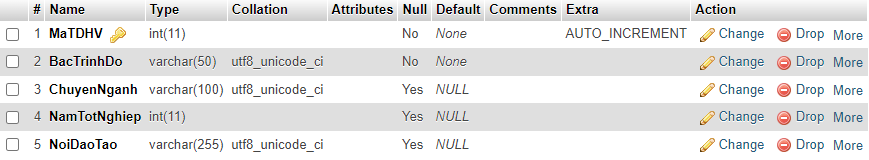 # Name Type Collation Attributes Null Default Comments Extra Action
1 MaTDHV int(11) No None AUTO_INCREMENT Change Drop More
2 BacTrinhDo varchar(50) utf8_unicode_ci No None Change Drop More
3 ChuyenNganh varchar(100) utf8_unicode_ci Yes NULL Change Drop More
4 NamTotNghiep int(11) Yes NULL Change Drop More
5 NoiDaoTao varchar(255) utf8_unicode_ci Yes NULL Change Drop More